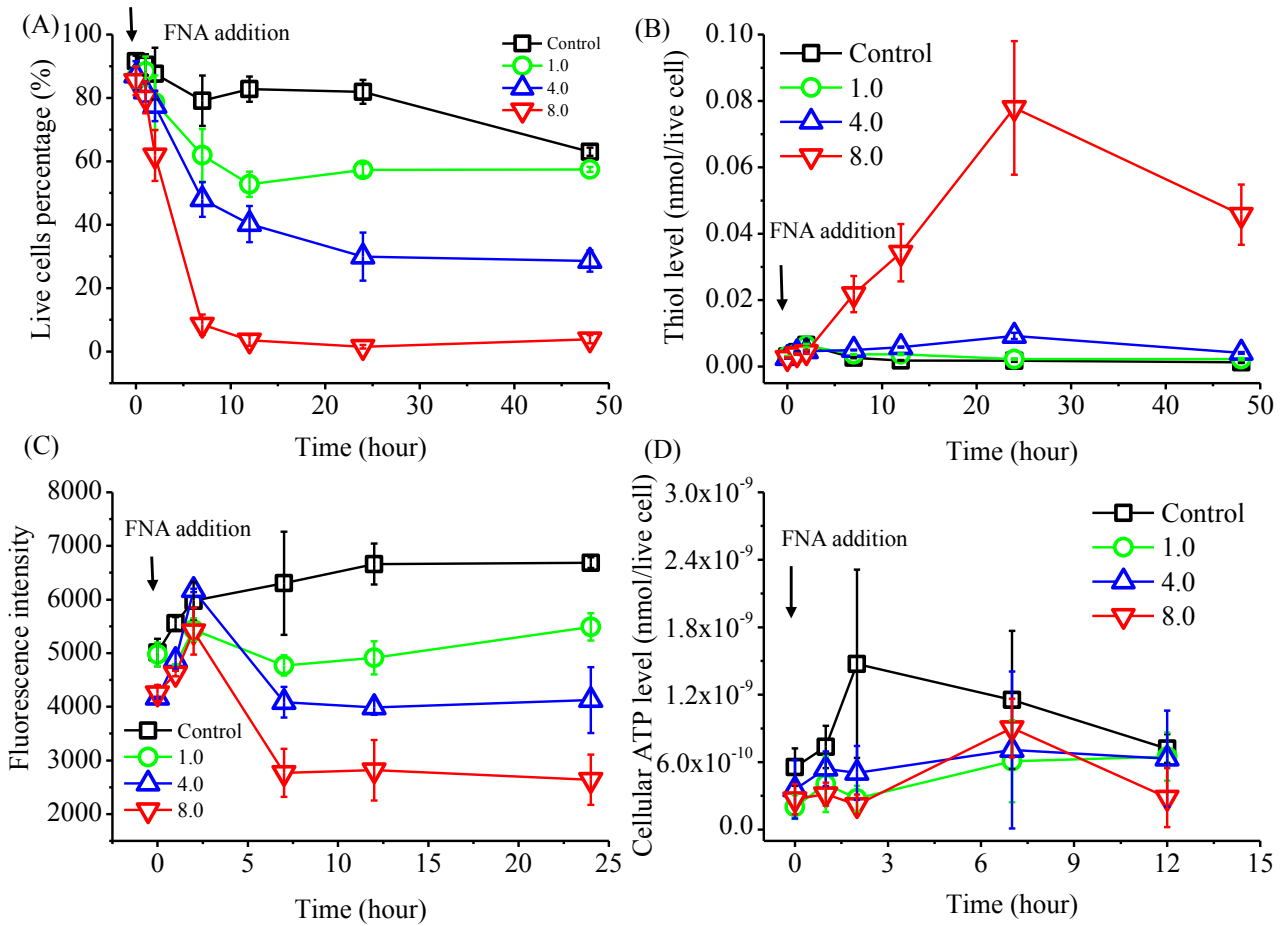 (A)
FNA addition
Control
1.0
4.0
8.0
100
80
60
40
20
0
Live cells percentage (%)
0 10 20 30 40 50
Time (hour)
(B)
Control
1.0
4.0
8.0
FNA addition
0.10
0.08
0.06
0.04
0.02
0.00
Thiol level (nmol/live cell)
0 10 20 30 40 50
Time (hour)
(C)
FNA addition
8000
7000
6000
5000
4000
3000
2000
Fluorescence intensity
Control
1.0
4.0
8.0
0 5 10 15 20 25
Time (hour)
(D)
FNA addition
Control
1.0
4.0
8.0
3.0x10⁻⁹
2.4x10⁻⁹
1.8x10⁻⁹
1.2x10⁻⁹
6.0x10⁻¹⁰
0.0
Cellular ATP level (nmol/live cell)
0 3 6 9 12 15
Time (hour)